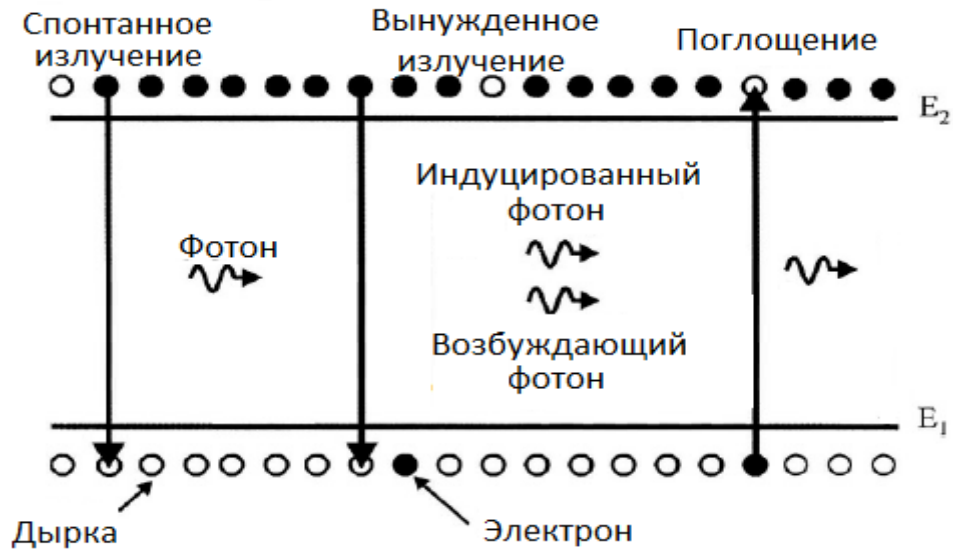 Спонтанное
излучение
Вынужденное
излучение
Поглощение
E₂
Индуцированный
фотон
Фотон
Возбуждающий
фотон
E₁
Дырка
Электрон